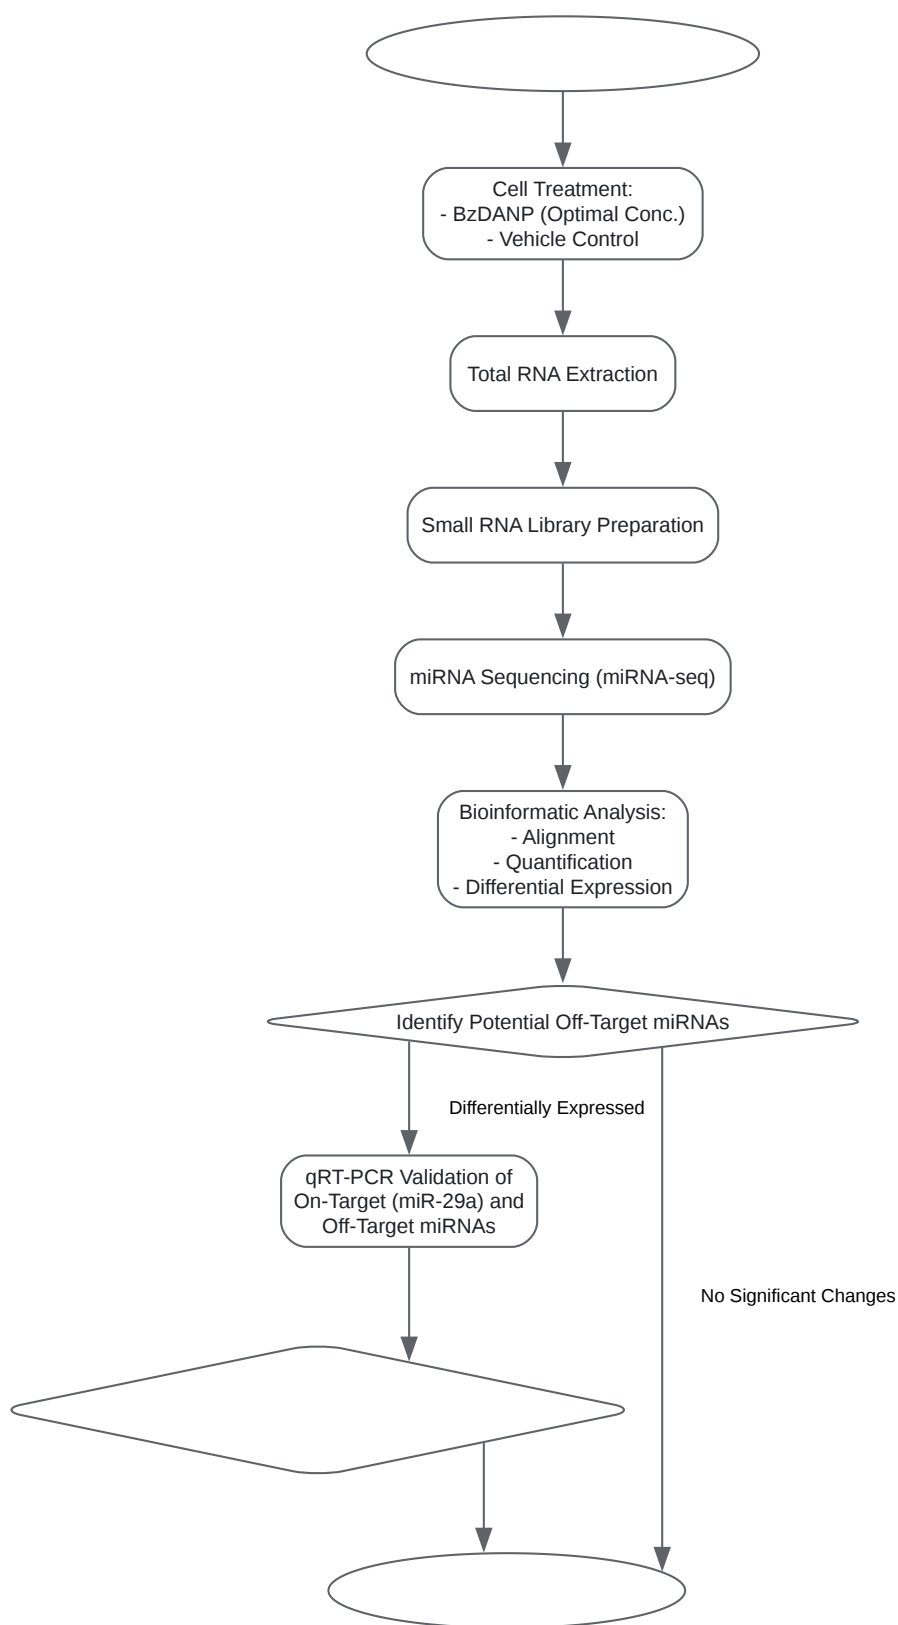 Cell Treatment:
- BzDANP (Optimal Conc.)
- Vehicle Control
Total RNA Extraction
Small RNA Library Preparation
miRNA Sequencing (miRNA-seq)
Bioinformatic Analysis:
- Alignment
- Quantification
- Differential Expression
Identify Potential Off-Target miRNAs
Differentially Expressed
qRT-PCR Validation of
On-Target (miR-29a) and
Off-Target miRNAs
No Significant Changes